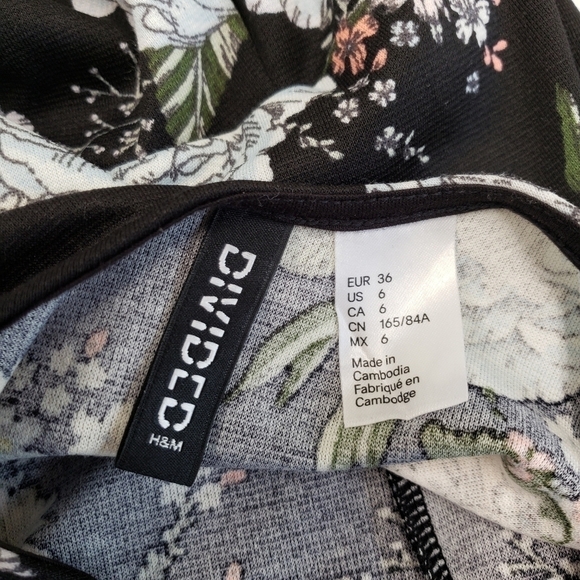 DIVIDED
H&M
EUR 36
US 6
CA 6
CN 165/84A
MX 6
Made in
Cambodia
Fabriqué en
Cambodge